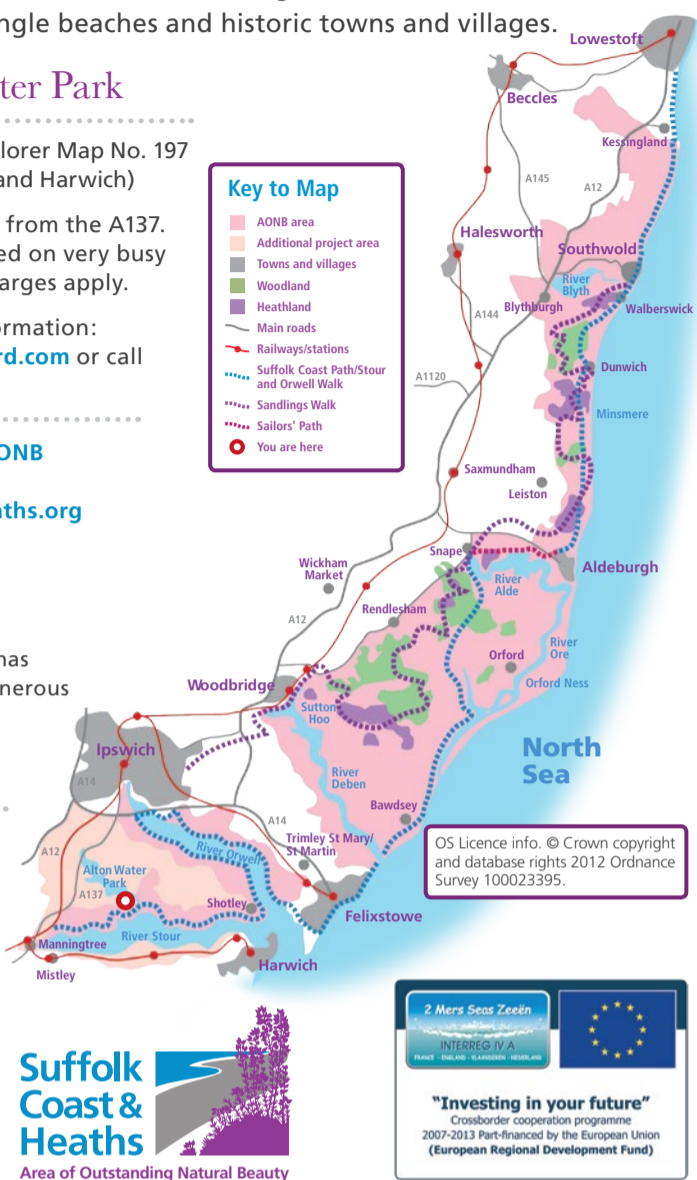 ngle beaches and historic towns and villages.
ter Park
lorer Map No. 197
and Harwich)
from the A137.
ed on very busy
arges apply.
ormation:
rd.com or call
ONB
ths.org
has
nerous
Key to Map
AONB area
Additional project area
Towns and villages
Woodland
Heathland
Main roads
Railways/stations
Suffolk Coast Path/Stour
and Orwell Walk
Sandlings Walk
Sailors' Path
You are here
Lowestoft
Beccles
Kessingland
A145
A12
Halesworth
Southwold
River
Blyth
Blythburgh
Walberswick
A144
Dunwich
A1120
Minsmere
Saxmundham
Leiston
Snape
Aldeburgh
Wickham
Market
River
Alde
Rendlesham
A12
River
Ore
Orford
Orford Ness
Woodbridge
Sutton
Hoo
Ipswich
North
Sea
River
Deben
A14
Bawdsey
A14
Trimley St Mary/
St Martin
A12
River Orwell
Alton Water
Park
A137
Shotley
Felixstowe
River Stour
Manningtree
Harwich
Mistley
OS Licence info. © Crown copyright
and database rights 2012 Ordnance
Survey 100023395.
Suffolk
Coast &
Heaths
Area of Outstanding Natural Beauty
2 Mers Seas Zeeën
INTERREG IV A
FRANCE - ENGLAND - VLAANDEREN - NEDERLAND
"Investing in your future"
Crossborder cooperation programme
2007-2013 Part-financed by the European Union
(European Regional Development Fund)